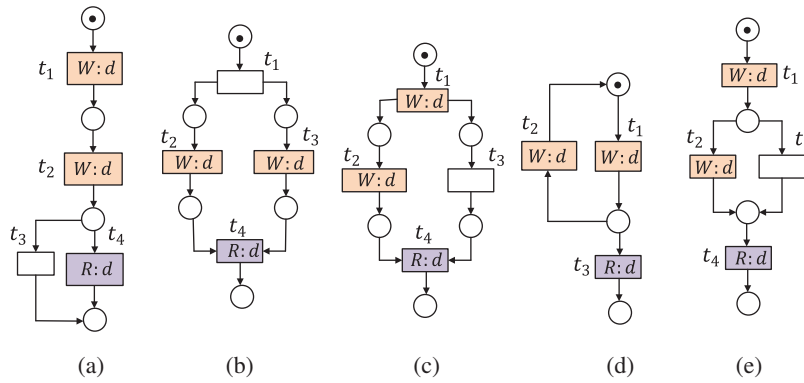 t₁ W:d
t₂ W:d
t₃
t₄ R:d
(a)
t₁
t₂ W:d
t₃ W:d
t₄ R:d
(b)
t₁ W:d
t₂ W:d
t₃
t₄ R:d
(c)
t₂ W:d
t₁ W:d
t₃ R:d
(d)
t₁ W:d
t₂ W:d
t
t₄ R:d
(e)